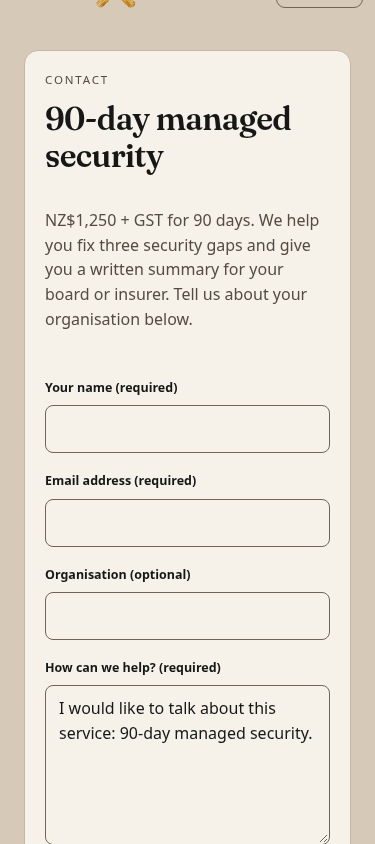 CONTACT
90-day managed
security
NZ$1,250 + GST for 90 days. We help
you fix three security gaps and give
you a written summary for your
board or insurer. Tell us about your
organisation below.
Your name (required)
Email address (required)
Organisation (optional)
How can we help? (required)
I would like to talk about this
service: 90-day managed security.